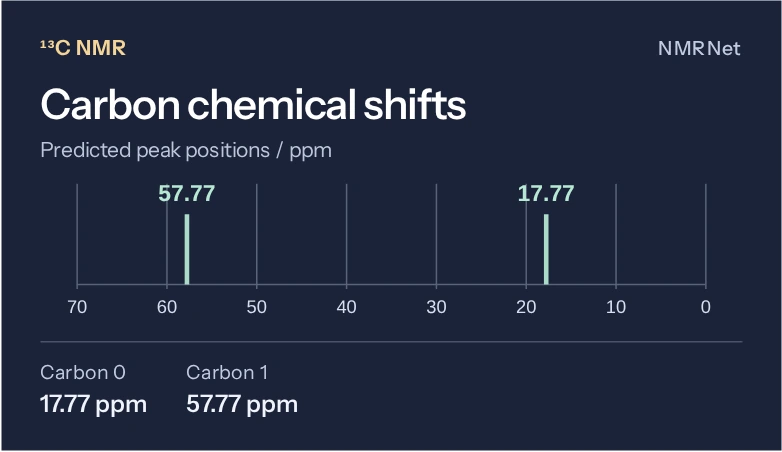 ¹³C NMR NMRNet
Carbon chemical shifts
Predicted peak positions / ppm
57.77 17.77
70 60 50 40 30 20 10 0
Carbon 0 Carbon 1
17.77 ppm 57.77 ppm